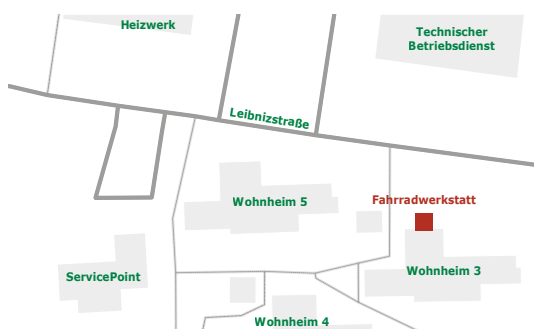 Heizwerk
Technischer
Betriebsdienst
Leibnizstraße
Wohnheim 5
Fahrradwerkstatt
ServicePoint
Wohnheim 3
Wohnheim 4